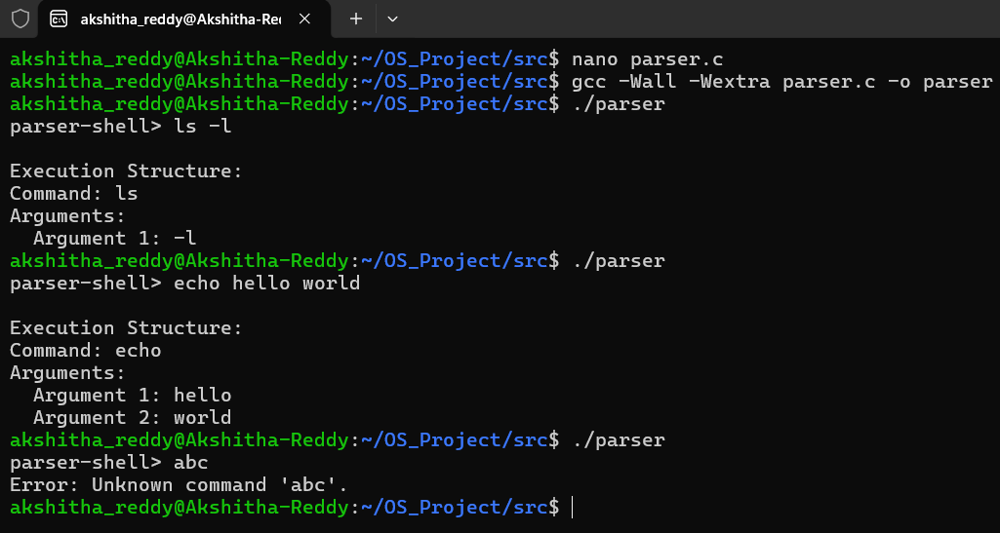 akshitha_reddy@Akshitha-Re
akshitha_reddy@Akshitha-Reddy:~/OS_Project/src$ nano parser.c
akshitha_reddy@Akshitha-Reddy:~/OS_Project/src$ gcc -Wall -Wextra parser.c -o parser
akshitha_reddy@Akshitha-Reddy:~/OS_Project/src$ ./parser
parser-shell> ls -l

Execution Structure:
Command: ls
Arguments:
  Argument 1: -l
akshitha_reddy@Akshitha-Reddy:~/OS_Project/src$ ./parser
parser-shell> echo hello world

Execution Structure:
Command: echo
Arguments:
  Argument 1: hello
  Argument 2: world
akshitha_reddy@Akshitha-Reddy:~/OS_Project/src$ ./parser
parser-shell> abc
Error: Unknown command 'abc'.
akshitha_reddy@Akshitha-Reddy:~/OS_Project/src$